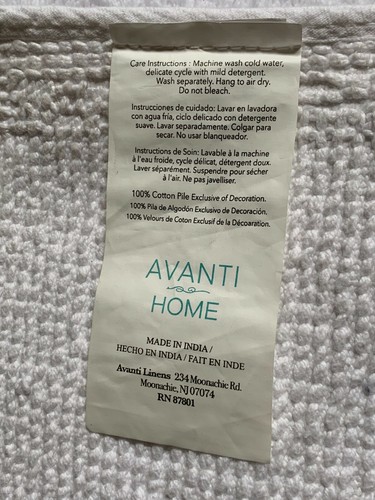 Care Instructions : Machine wash cold water,
delicate cycle with mild detergent.
Wash separately. Hang to air dry.
Do not bleach.
Instrucciones de cuidado: Lavar en lavadora
con agua fría, ciclo delicado con detergente
suave. Lavar separadamente. Colgar para
secar. No usar blanqueador.
Instructions de Soin: Lavable à la machine
à l'eau froide, cycle délicat, détergent doux.
Laver séparément. Suspendre pour sécher
à l'air. Ne pas javelliser.
100% Cotton Pile Exclusive of Decoration.
100% Pila de Algodón Exclusivo de Decoración.
100% Velours de Coton Exclusif de la Décoaration.
AVANTI
HOME
MADE IN INDIA /
HECHO EN INDIA / FAIT EN INDE
Avanti Linens 234 Moonachie Rd.
Moonachie, NJ 07074
RN 87801